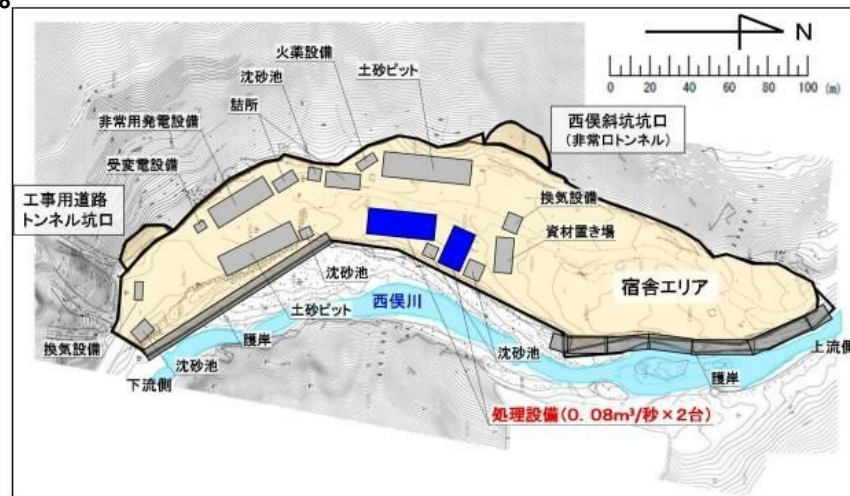 8
N
0 20 40 60 80 100 (m)
火薬設備
沈砂池
土砂ピット
詰所
非常用発電設備
受変電設備
工事用道路
トンネル坑口
西俣斜坑坑口
(非常口トンネル)
換気設備
資材置き場
宿舎エリア
沈砂池
西俣川
土砂ピット
護岸
換気設備
沈砂池
下流側
沈砂池
上流側
護岸
処理設備(0.08m³/秒×2台)